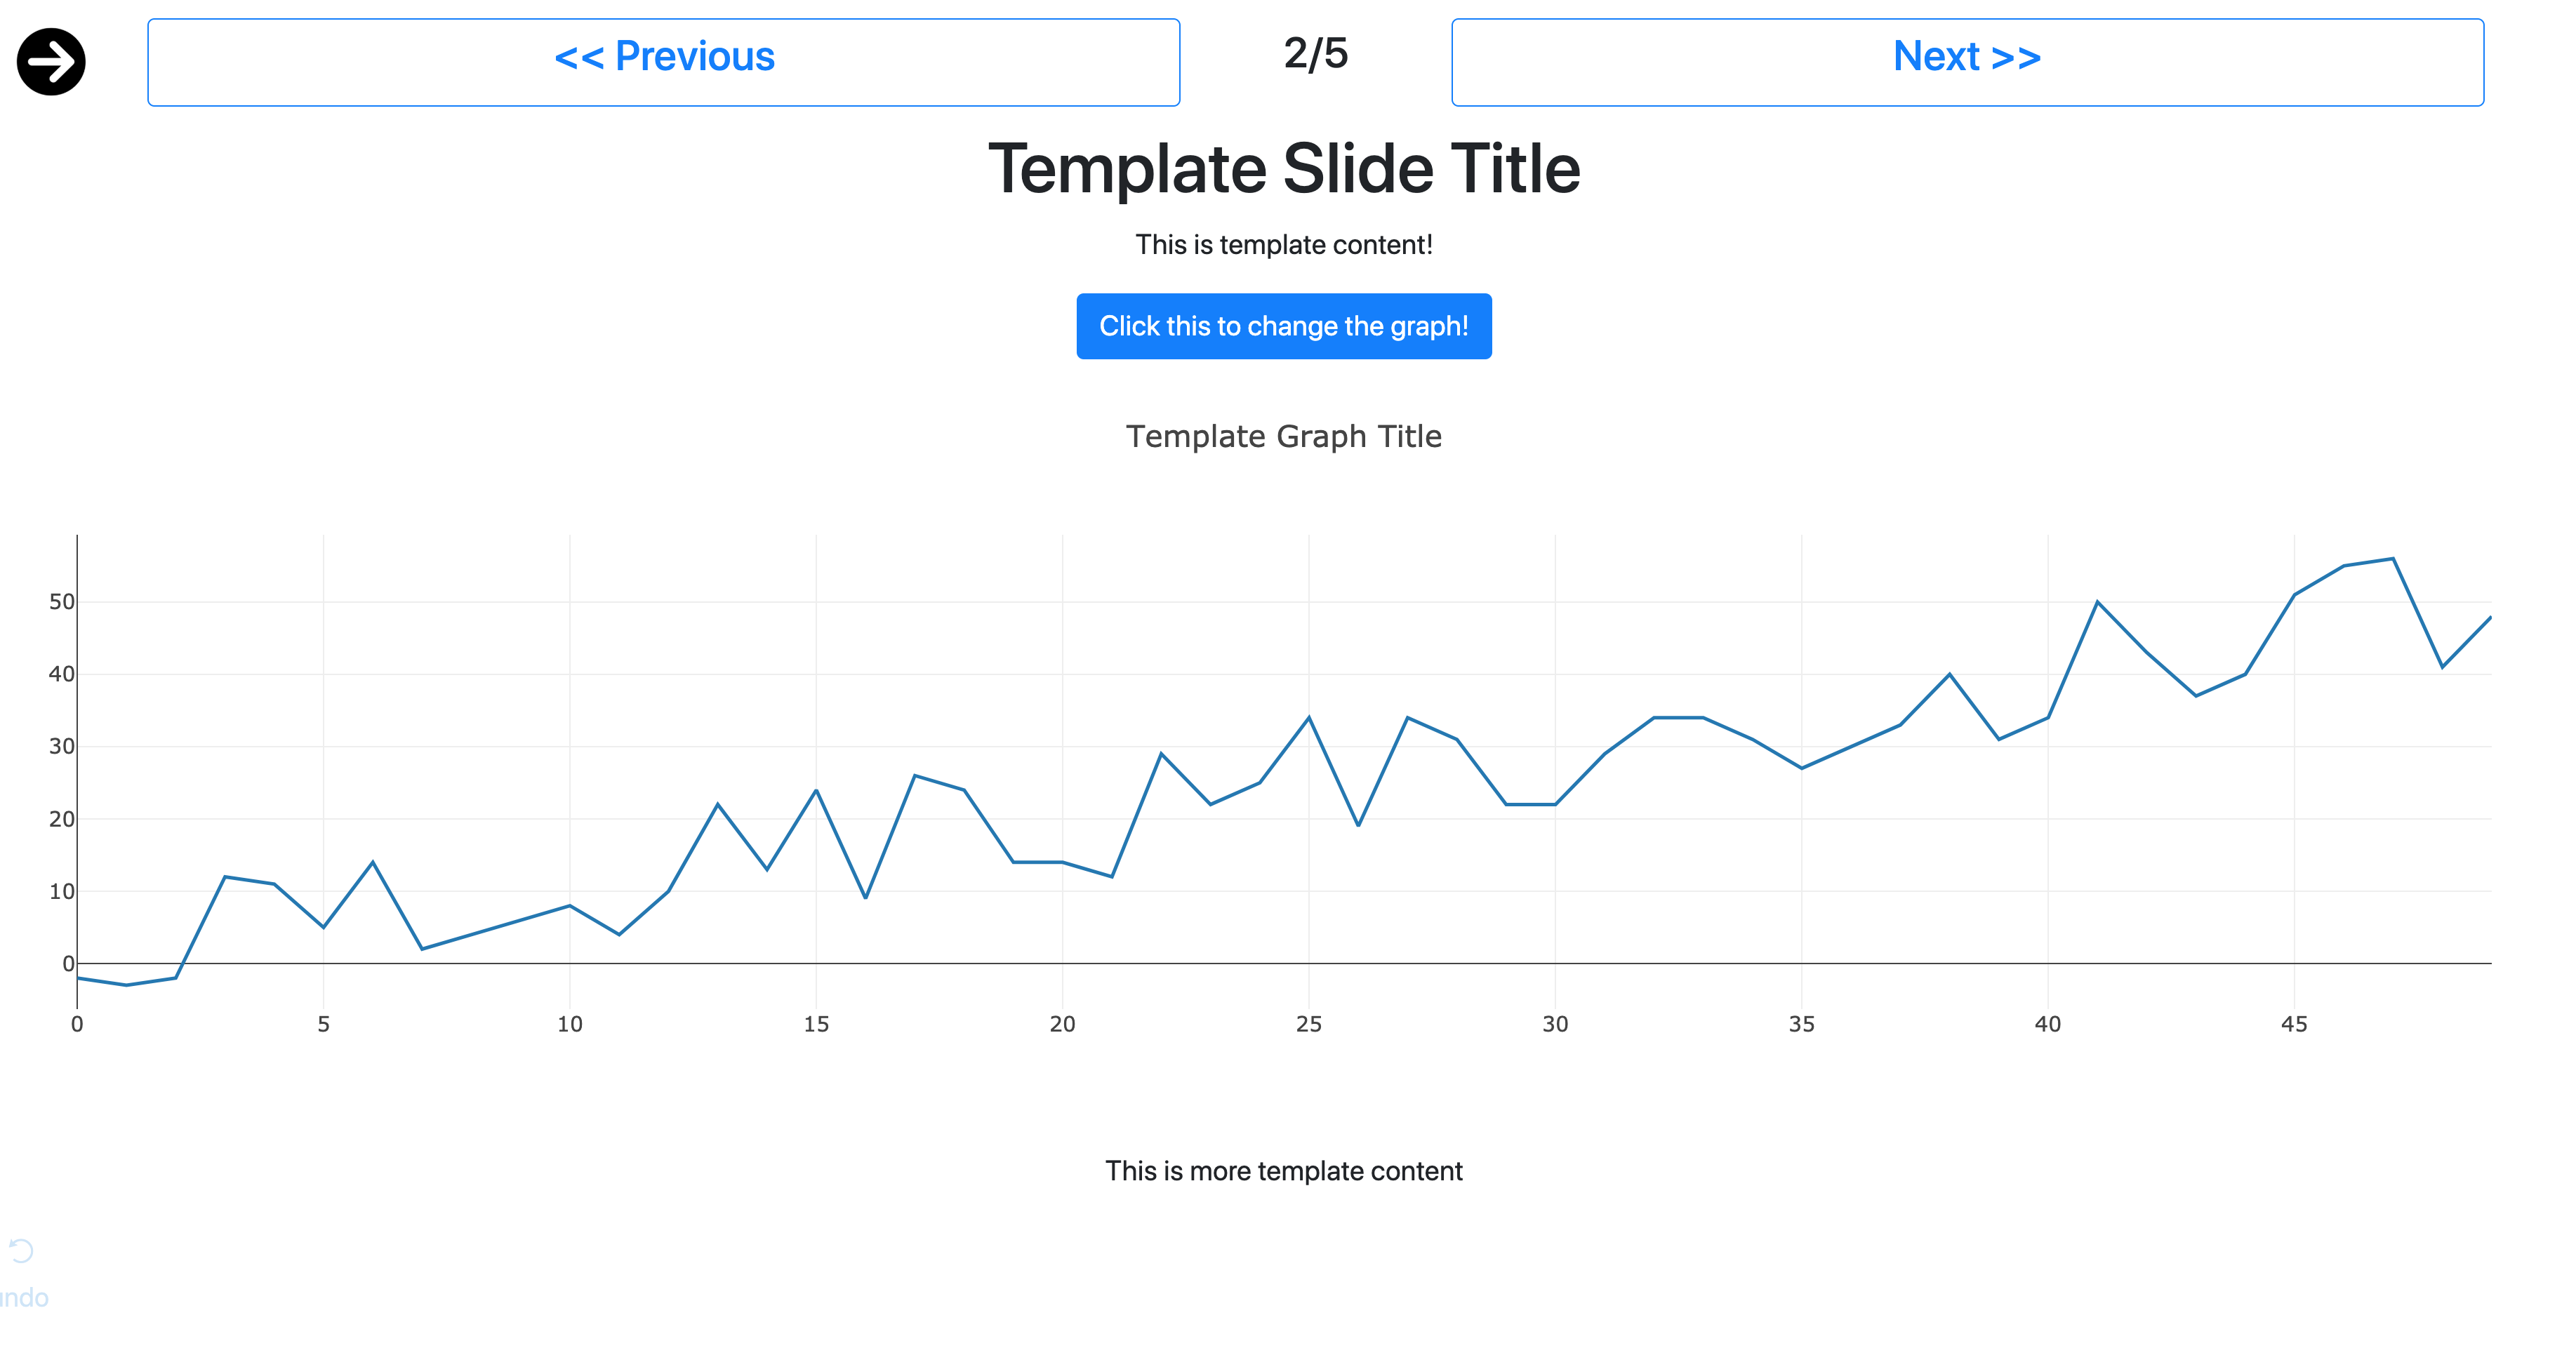 << Previous
2/5
Next >>
Template Slide Title
This is template content!
Click this to change the graph!
Template Graph Title
50
40
30
20
10
0
0 5 10 15 20 25 30 35 40 45
This is more template content
undo